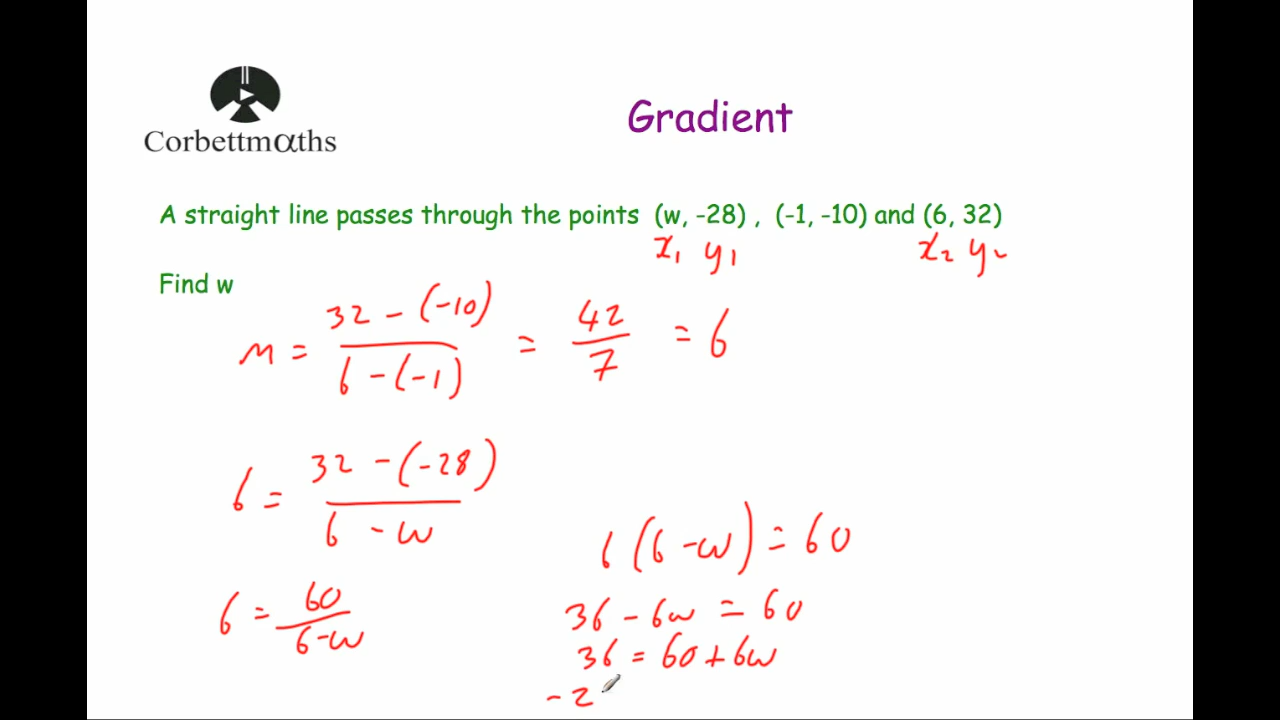 Corbettmαths
Gradient
A straight line passes through the points (w, -28) , (-1, -10) and (6, 32)
x₁ y₁ x₂ y₂
Find w
m = (32 - (-10))/(6 - (-1)) = 42/7 = 6
6 = (32 - (-28))/(6 - w)
6 = 60/(6-w)
6(6-w) = 60
36 - 6w = 60
36 = 60 + 6w
-2